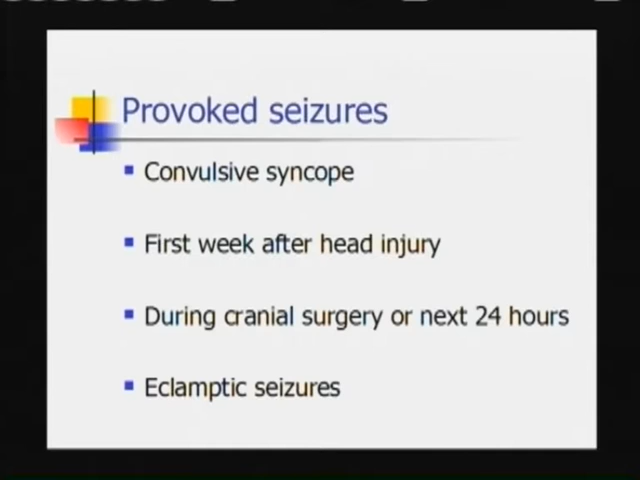 Provoked seizures
Convulsive syncope
First week after head injury
During cranial surgery or next 24 hours
Eclamptic seizures